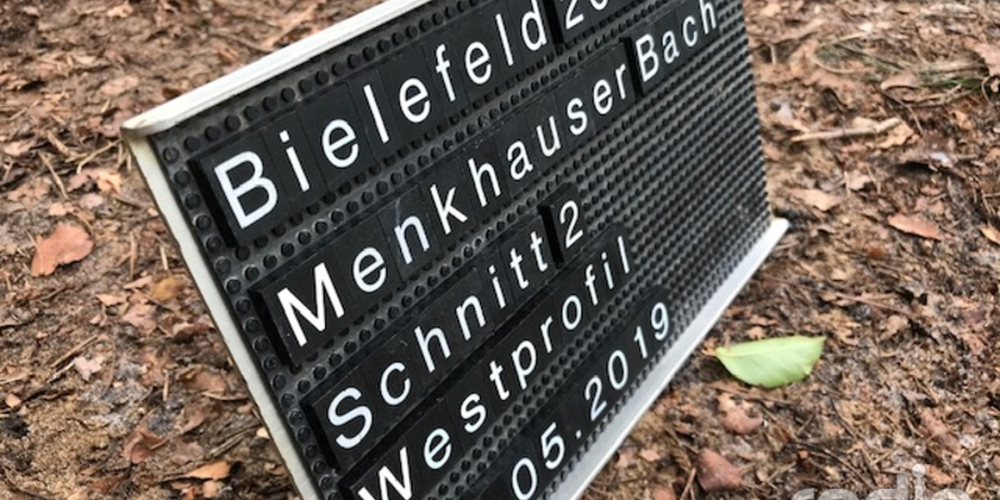 Bielefeld
Menkhauser Bach
Schnitt 2
Westprofil
05.2019